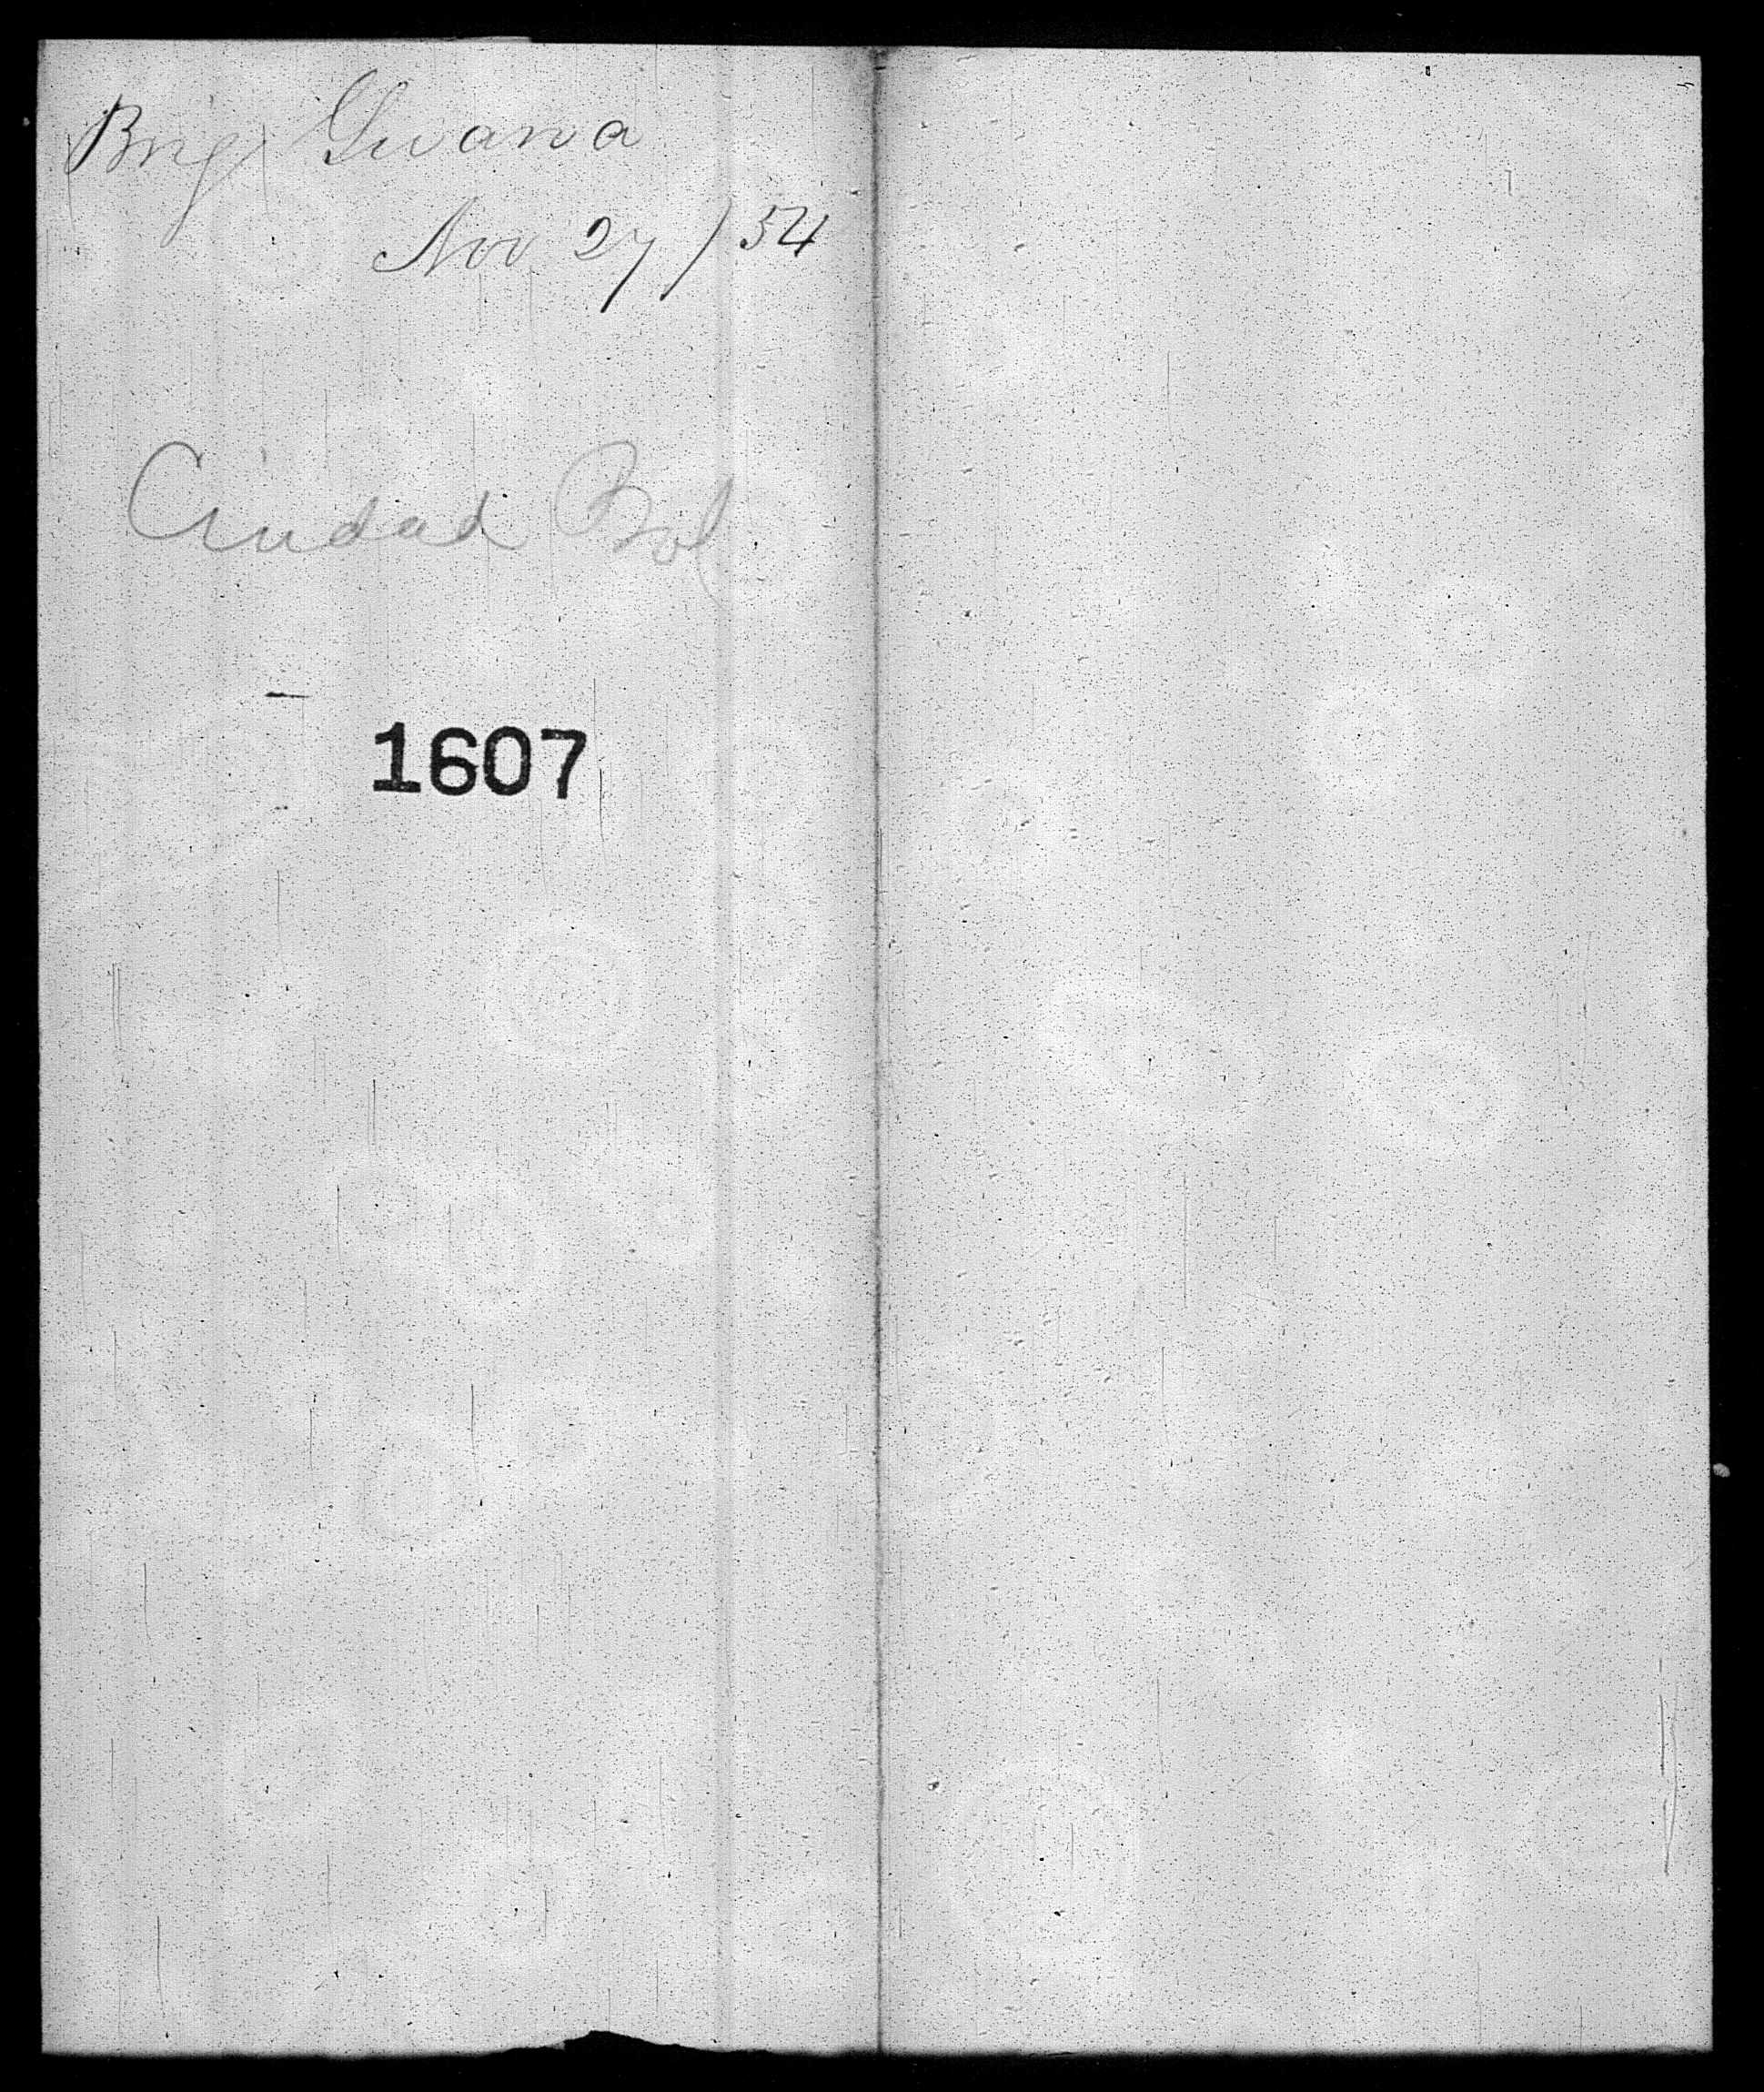 Brig Guana
Nov 27/54
Ciudad Bol
1607